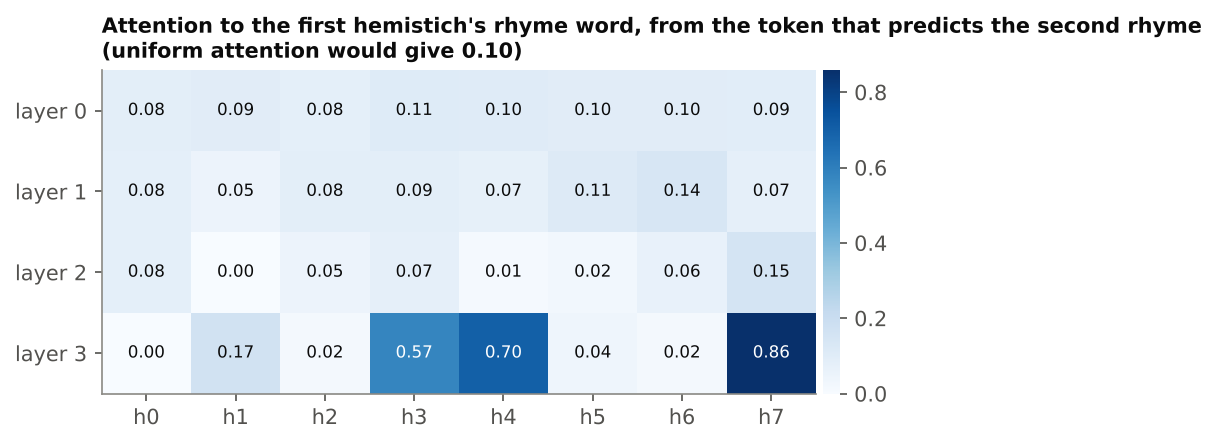 Attention to the first hemistich's rhyme word, from the token that predicts the second rhyme
(uniform attention would give 0.10)
layer 0 0.08 0.09 0.08 0.11 0.10 0.10 0.10 0.09
layer 1 0.08 0.05 0.08 0.09 0.07 0.11 0.14 0.07
layer 2 0.08 0.00 0.05 0.07 0.01 0.02 0.06 0.15
layer 3 0.00 0.17 0.02 0.57 0.70 0.04 0.02 0.86
h0 h1 h2 h3 h4 h5 h6 h7
0.8
0.6
0.4
0.2
0.0